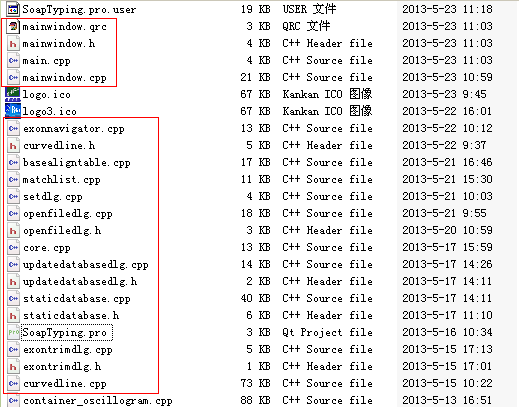 SoapTyping.pro.user 19 KB USER 文件 2013-5-23 11:18
mainwindow.qrc 3 KB QRC 文件 2013-5-23 11:03
mainwindow.h 4 KB C++ Header file 2013-5-23 11:03
main.cpp 4 KB C++ Source file 2013-5-23 11:03
mainwindow.cpp 21 KB C++ Source file 2013-5-23 10:59
logo.ico 67 KB Kankan ICO 图像 2013-5-23 9:45
logo3.ico 67 KB Kankan ICO 图像 2013-5-22 16:01
exonnavigator.cpp 13 KB C++ Source file 2013-5-22 10:12
curvedline.h 5 KB C++ Header file 2013-5-22 9:37
basealigntable.cpp 17 KB C++ Source file 2013-5-21 16:46
matchlist.cpp 11 KB C++ Source file 2013-5-21 15:30
setdlg.cpp 4 KB C++ Source file 2013-5-21 10:03
openfiledlg.cpp 18 KB C++ Source file 2013-5-21 9:55
openfiledlg.h 3 KB C++ Header file 2013-5-20 10:59
core.cpp 13 KB C++ Source file 2013-5-17 15:59
updatedatabasedlg.cpp 14 KB C++ Source file 2013-5-17 14:26
updatedatabasedlg.h 2 KB C++ Header file 2013-5-17 14:11
staticdatabase.cpp 40 KB C++ Source file 2013-5-17 14:11
staticdatabase.h 6 KB C++ Header file 2013-5-17 11:10
SoapTyping.pro 3 KB Qt Project file 2013-5-16 10:34
exontrimdlg.cpp 5 KB C++ Source file 2013-5-15 17:13
exontrimdlg.h 1 KB C++ Header file 2013-5-15 17:01
curvedline.cpp 73 KB C++ Source file 2013-5-15 10:22
container_oscillogram.cpp 88 KB C++ Source file 2013-5-13 16:51